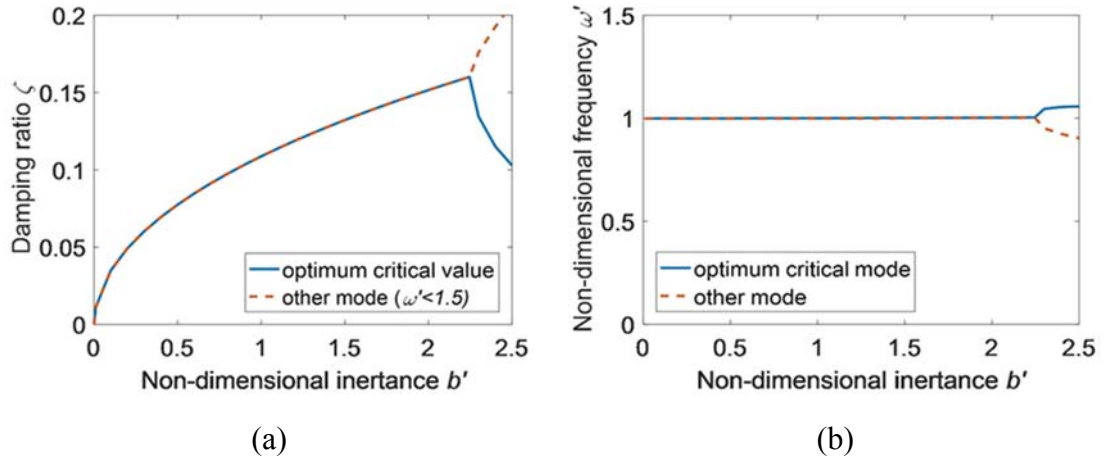 0.2
0.15
0.1
0.05
0
Damping ratio ζ
optimum critical value
other mode (ω'<1.5)
0 0.5 1 1.5 2 2.5
Non-dimensional inertance b'
(a)
1.5
1
0.5
0
Non-dimensional frequency ω'
optimum critical mode
other mode
0 0.5 1 1.5 2 2.5
Non-dimensional inertance b'
(b)